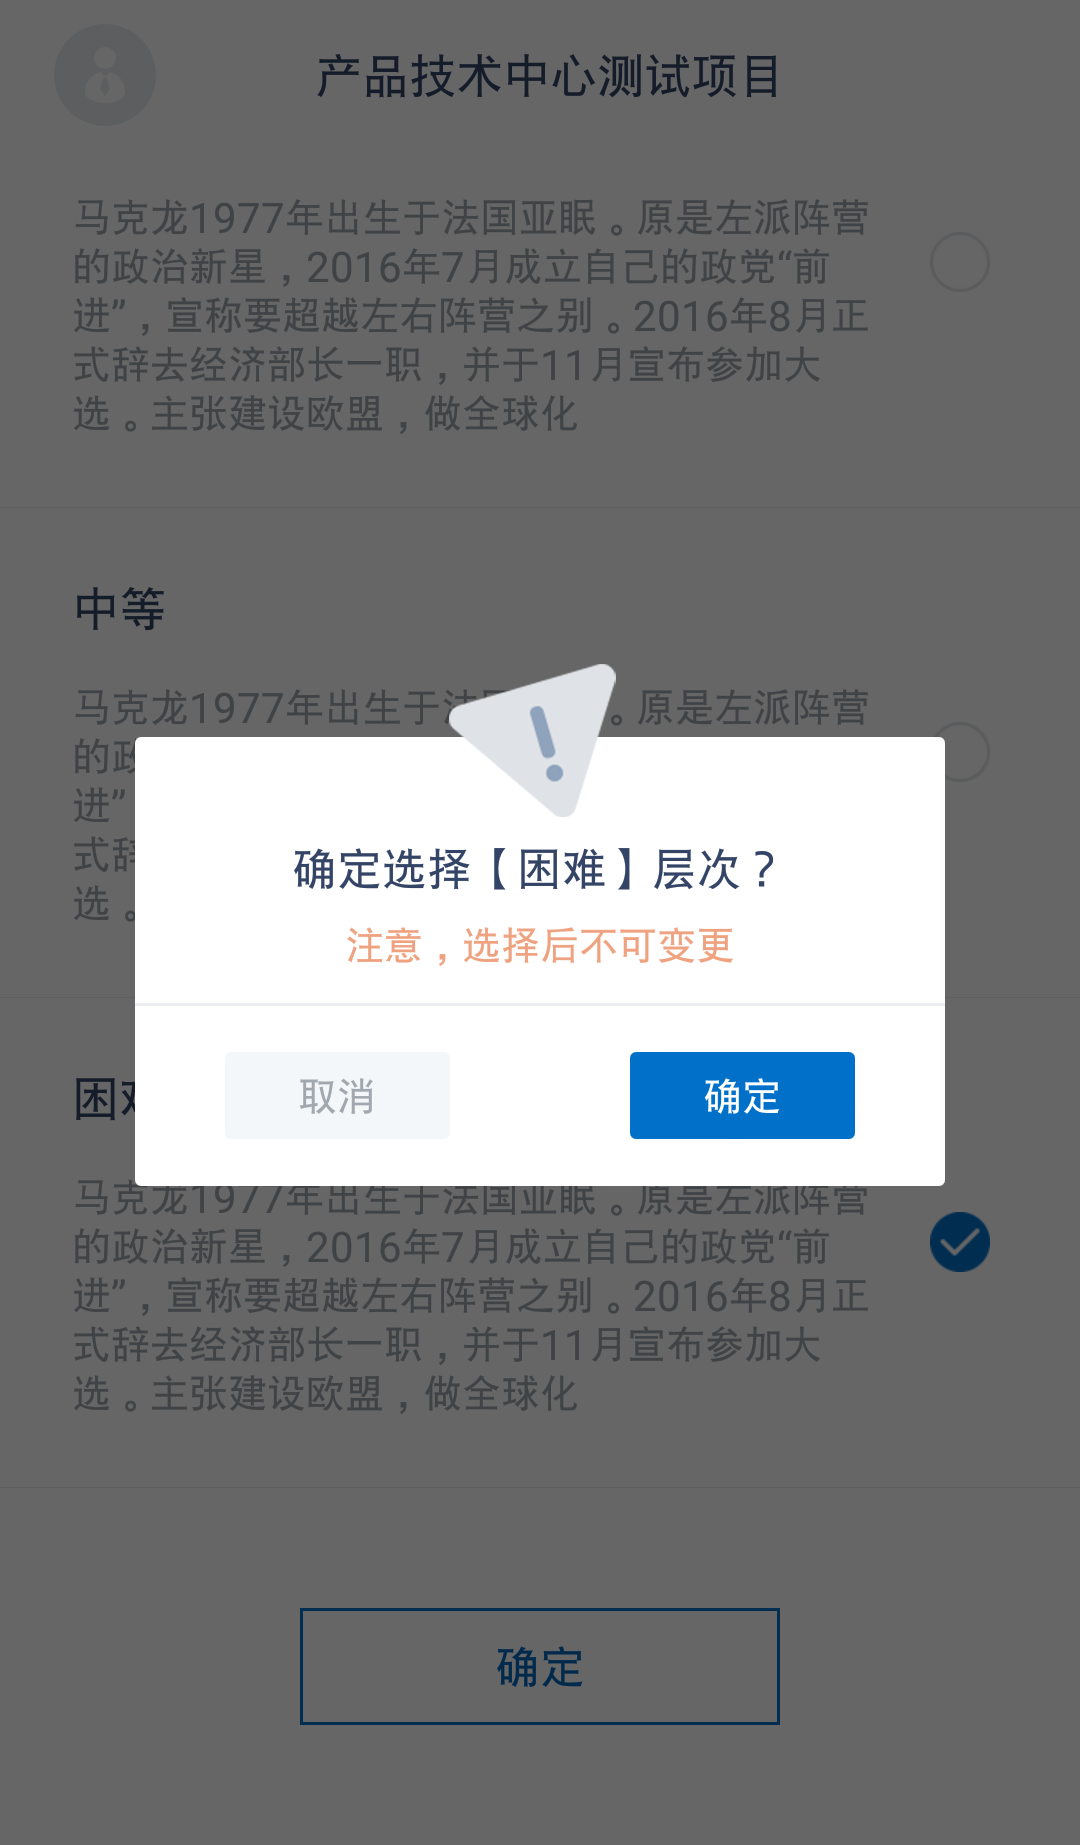 产品技术中心测试项目
马克龙1977年出生于法国亚眠。原是左派阵营
的政治新星，2016年7月成立自己的政党“前
进”，宣称要超越左右阵营之别。2016年8月正
式辞去经济部长一职，并于11月宣布参加大
选。主张建设欧盟，做全球化
中等
马克龙1977年出生于法 。原是左派阵营
的政
进”
式辞
选。
确定选择【困难】层次？
注意，选择后不可变更
取消
确定
困难
马克龙1977年出生于法国亚眠。原是左派阵营
的政治新星，2016年7月成立自己的政党“前
进”，宣称要超越左右阵营之别。2016年8月正
式辞去经济部长一职，并于11月宣布参加大
选。主张建设欧盟，做全球化
确定